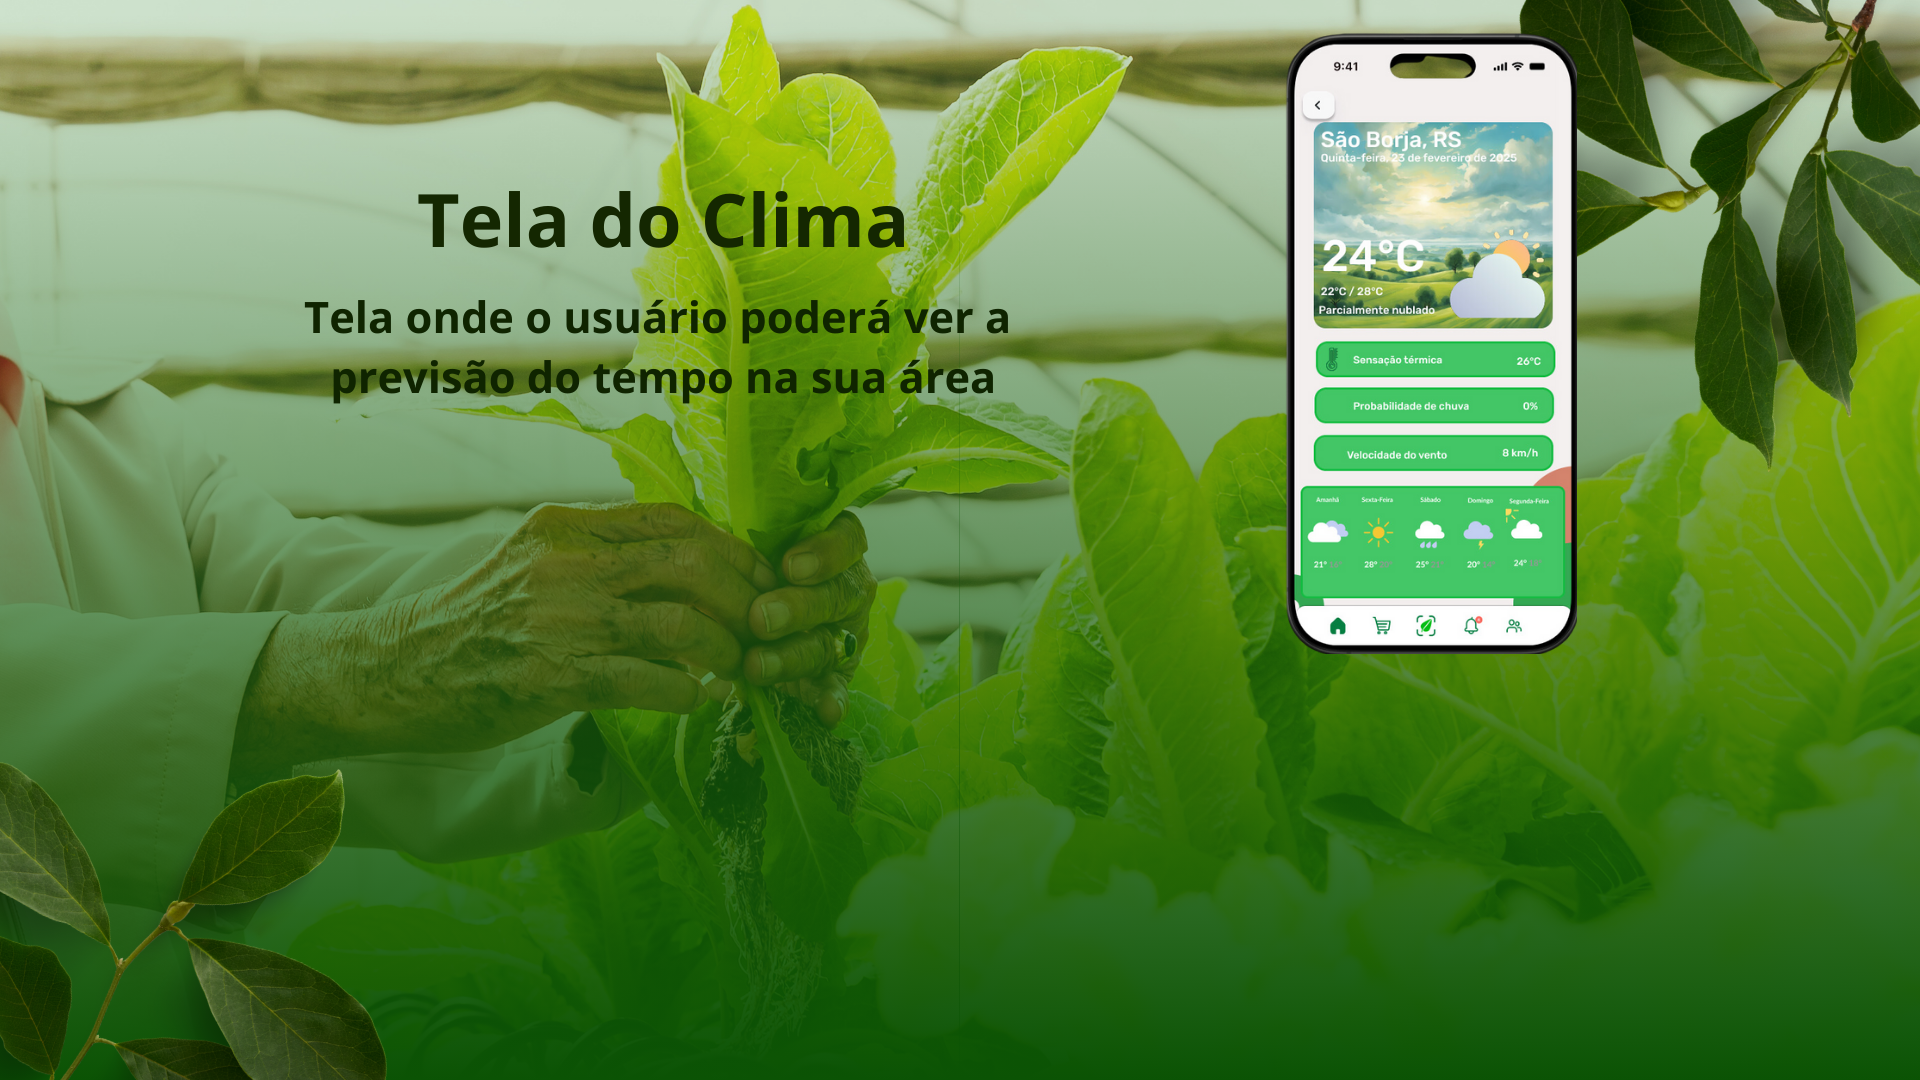 Tela do Clima
Tela onde o usuário poderá ver a
previsão do tempo na sua área
9:41
São Borja, RS
Quinta-feira, 23 de fevereiro de 2025
24°C
22°C / 28°C
Parcialmente nublado
Sensação térmica 26°C
Probabilidade de chuva 0%
Velocidade do vento 8 km/h
Amanhã Sexta-Feira Sábado Domingo Segunda-Feira
21° 28° 25° 20° 24°